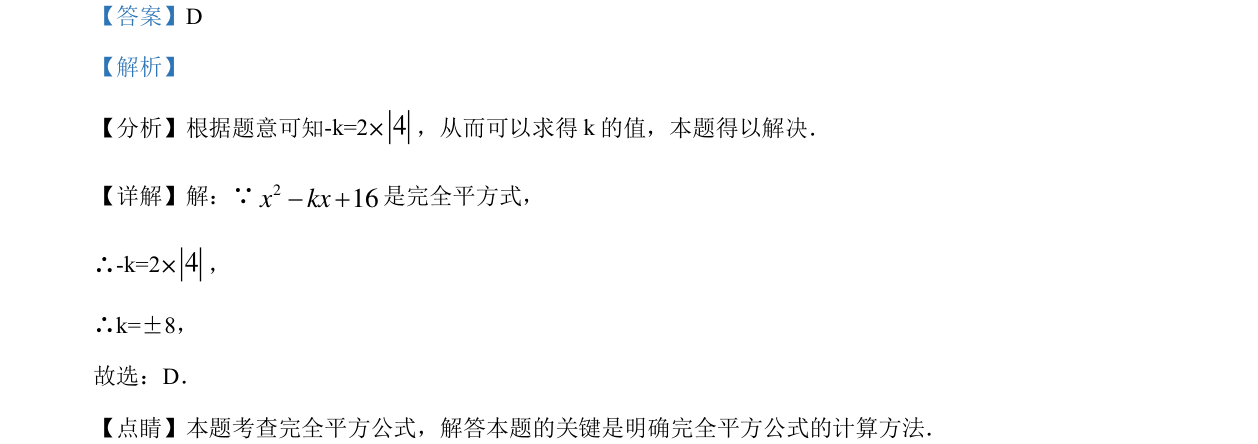 【答案】D
【解析】
【分析】根据题意可知-k=2×|4|，从而可以求得 k 的值，本题得以解决．
【详解】解：∵ x² − kx +16 是完全平方式，
∴-k=2×|4|，
∴k=±8，
故选：D．
【点睛】本题考查完全平方公式，解答本题的关键是明确完全平方公式的计算方法．